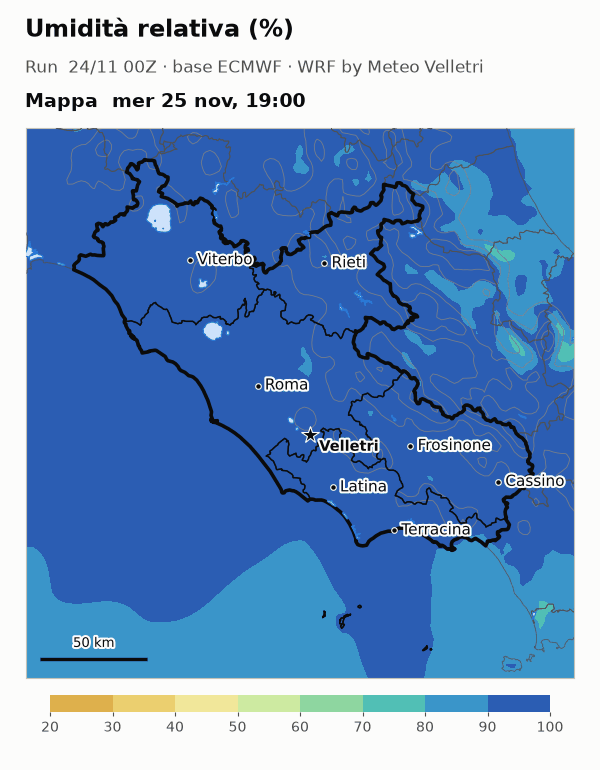 Umidità relativa (%)
Run  24/11 00Z · base ECMWF · WRF by Meteo Velletri
Mappa  mer 25 nov, 19:00
Viterbo
Rieti
Roma
Velletri
Frosinone
Cassino
Latina
Terracina
50 km
20 30 40 50 60 70 80 90 100